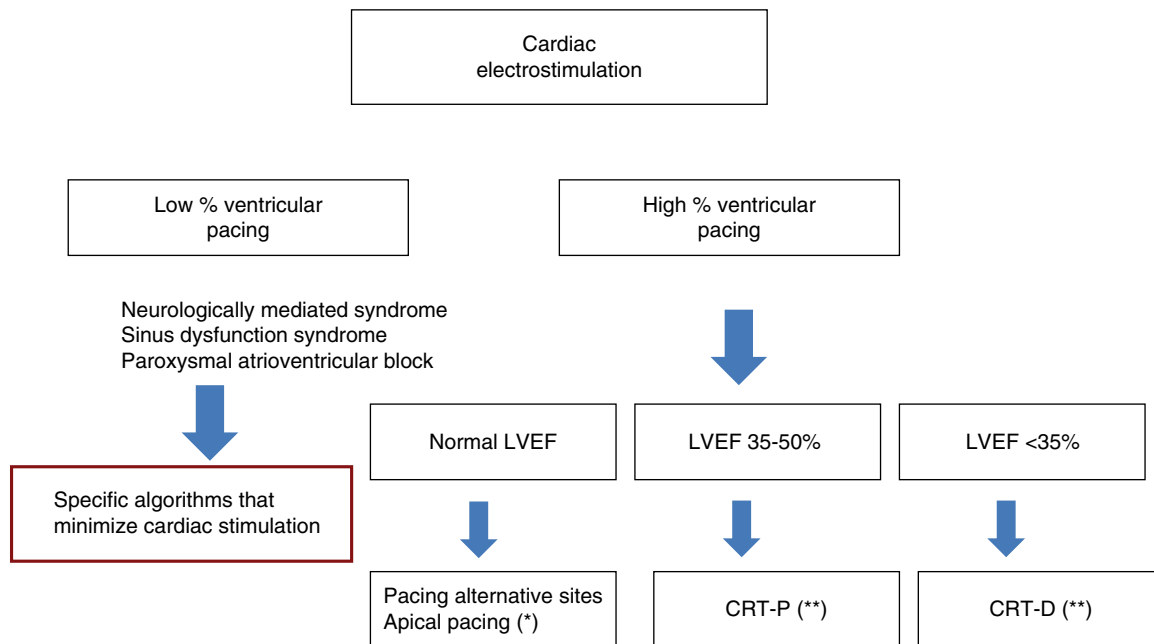 Cardiac
electrostimulation
Low % ventricular
pacing
High % ventricular
pacing
Neurologically mediated syndrome
Sinus dysfunction syndrome
Paroxysmal atrioventricular block
Normal LVEF
LVEF 35-50%
LVEF <35%
Specific algorithms that
minimize cardiac stimulation
Pacing alternative sites
Apical pacing (*)
CRT-P (**)
CRT-D (**)